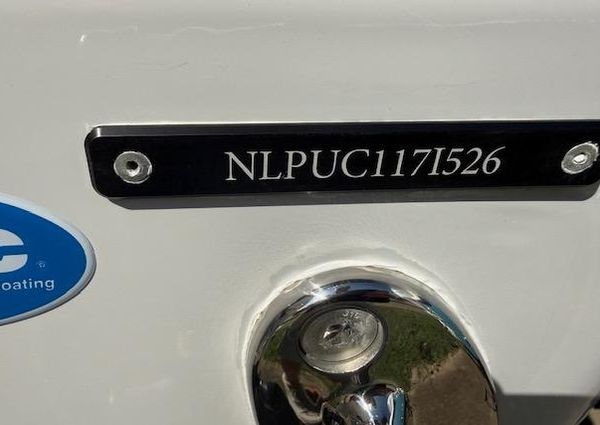 NLPUC117I526
C ®
oating